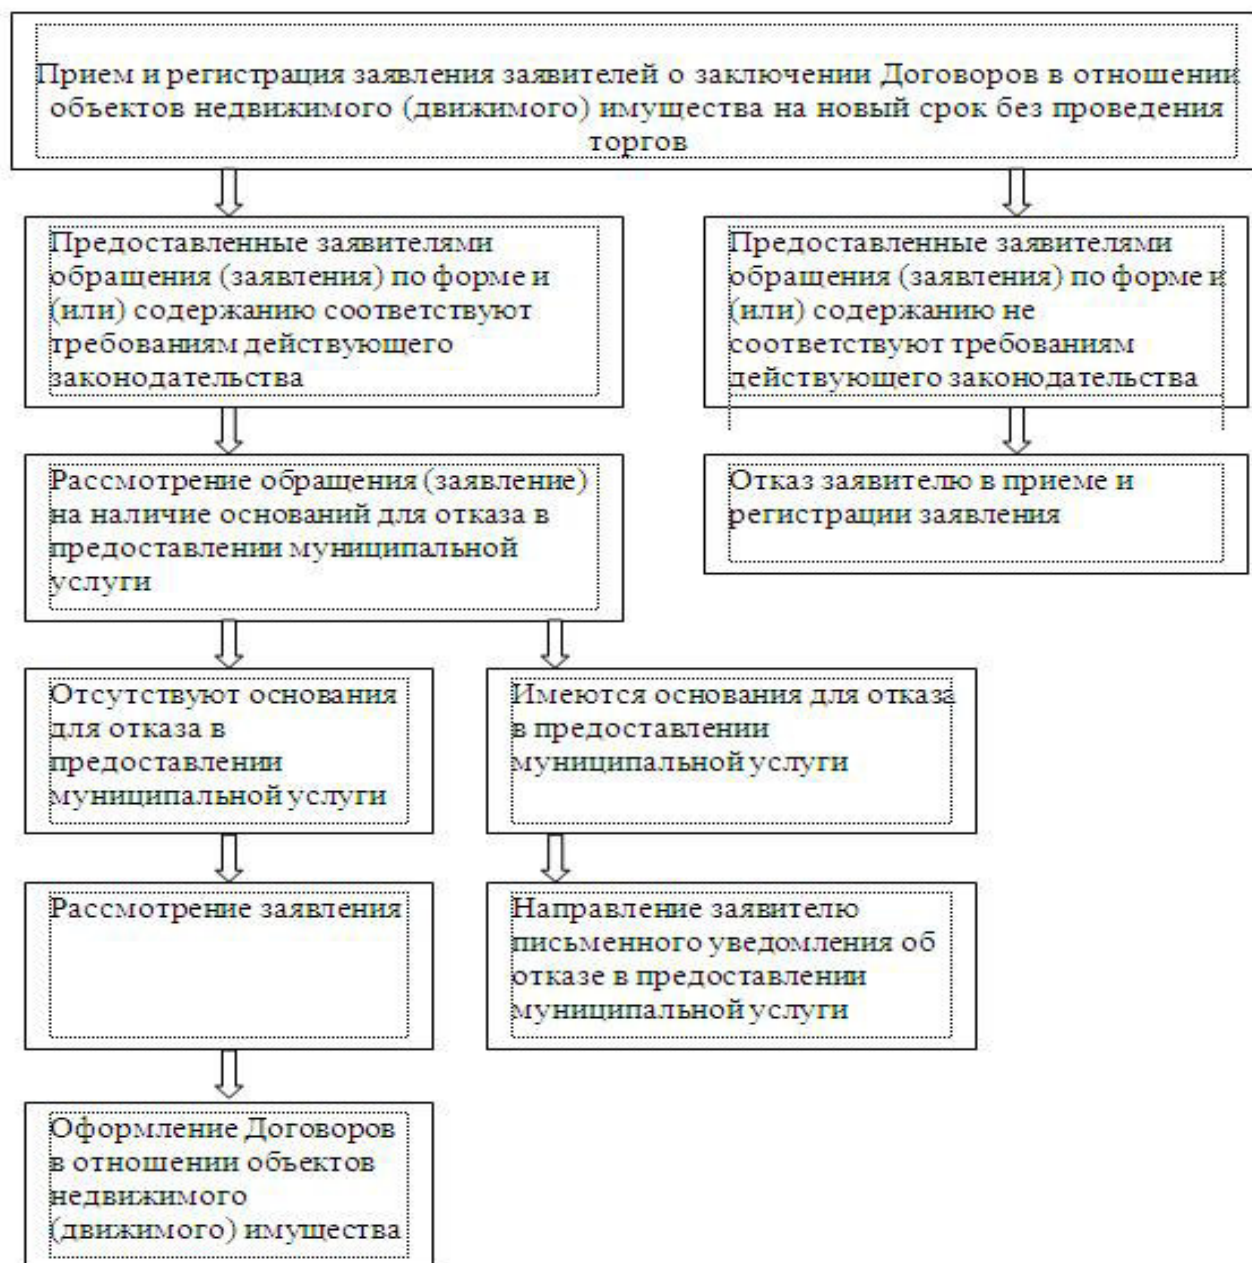 Прием и регистрация заявления заявителей о заключении Договоров в отношении
объектов недвижимого (движимого) имущества на новый срок без проведения
торгов
Предоставленные заявителями
обращения (заявления) по форме и
(или) содержанию соответствуют
требованиям действующего
законодательства
Предоставленные заявителями
обращения (заявления) по форме и
(или) содержанию не
соответствуют требованиям
действующего законодательства
Рассмотрение обращения (заявление)
на наличие оснований для отказа в
предоставлении муниципальной
услуги
Отказ заявителю в приеме и
регистрации заявления
Отсутствуют основания
для отказа в
предоставлении
муниципальной услуги
Имеются основания для отказа
в предоставлении
муниципальной услуги
Рассмотрение заявления
Направление заявителю
письменного уведомления об
отказе в предоставлении
муниципальной услуги
Оформление Договоров
в отношении объектов
недвижимого
(движимого) имущества